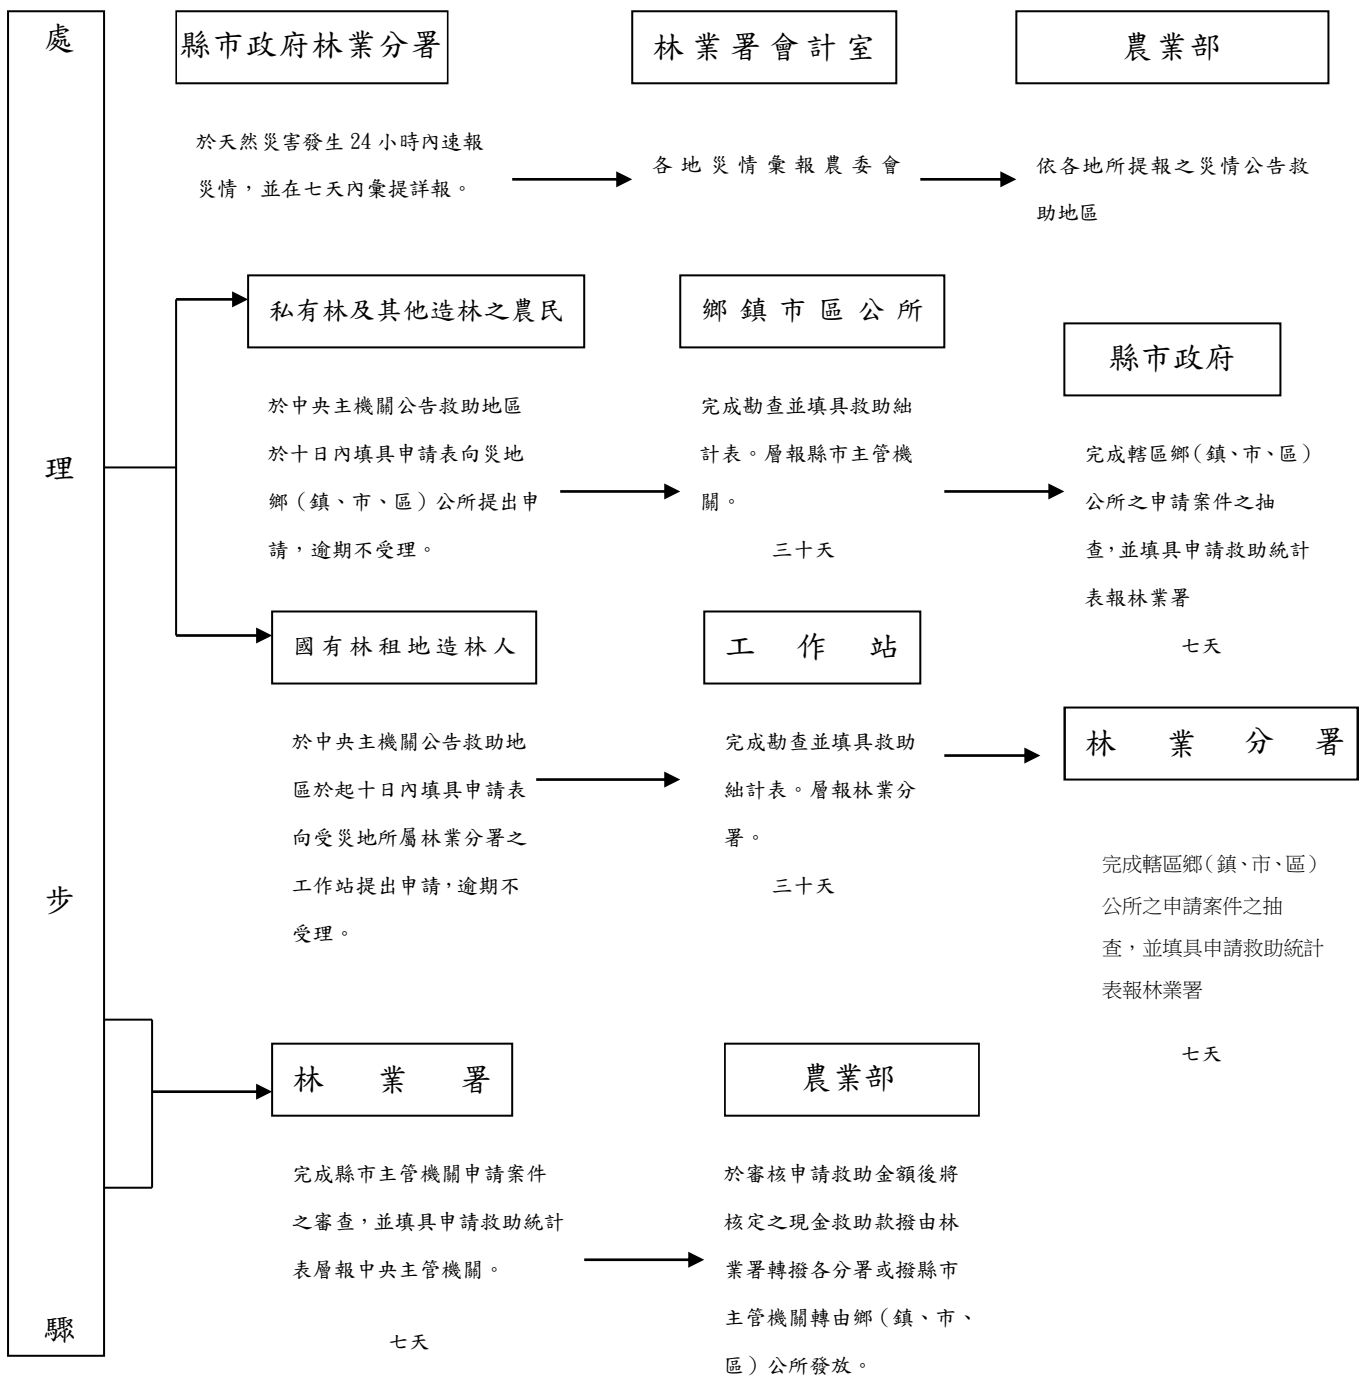 處
理
步
驟
縣市政府林業分署
林業署會計室
農業部
於天然災害發生 24 小時內速報
災情，並在七天內彙提詳報。
各地災情彙報農委會
依各地所提報之災情公告救
助地區
私有林及其他造林之農民
鄉鎮市區公所
縣市政府
於中央主機關公告救助地區
於十日內填具申請表向災地
鄉（鎮、市、區）公所提出申
請，逾期不受理。
完成勘查並填具救助絀
計表。層報縣市主管機
關。
三十天
完成轄區鄉（鎮、市、區）
公所之申請案件之抽
查，並填具申請救助統計
表報林業署
七天
國有林租地造林人
工作站
林業分署
於中央主機關公告救助地
區於起十日內填具申請表
向受災地所屬林業分署之
工作站提出申請，逾期不
受理。
完成勘查並填具救助
絀計表。層報林業分
署。
三十天
完成轄區鄉（鎮、市、區）
公所之申請案件之抽
查，並填具申請救助統計
表報林業署
七天
林業署
農業部
完成縣市主管機關申請案件
之審查，並填具申請救助統計
表層報中央主管機關。
七天
於審核申請救助金額後將
核定之現金救助款撥由林
業署轉撥各分署或撥縣市
主管機關轉由鄉（鎮、市、
區）公所發放。